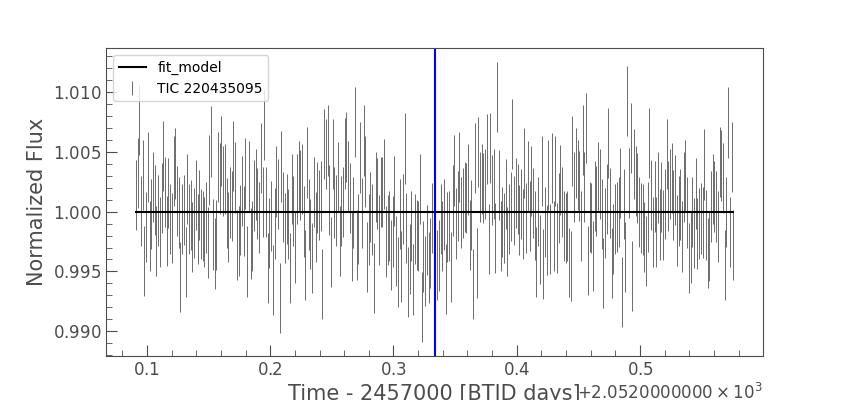 fit_model
TIC 220435095
1.010
1.005
1.000
0.995
0.990
Normalized Flux
0.1 0.2 0.3 0.4 0.5
Time - 2457000 [BTJD days]
+2.0520000000 × 10³